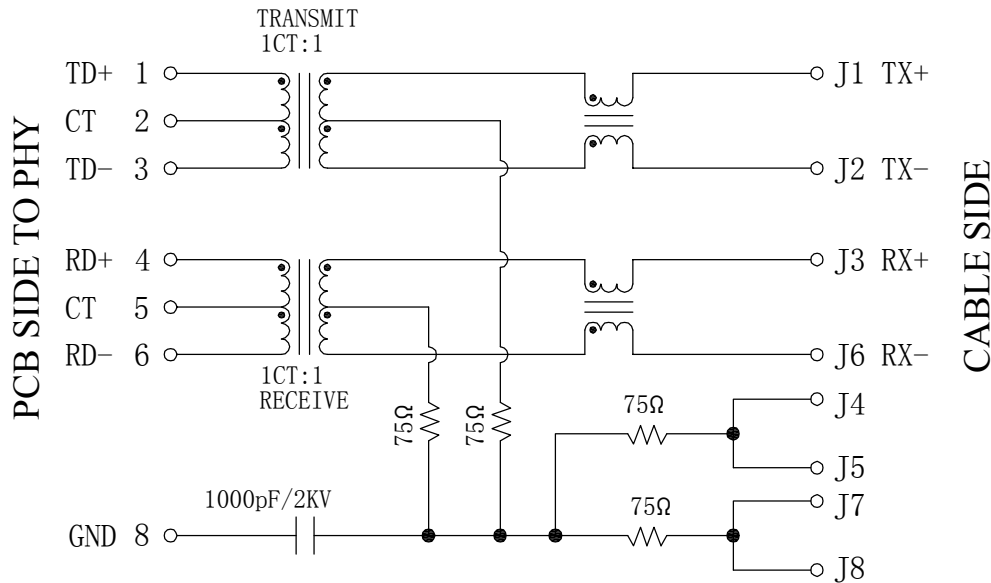 TRANSMIT
1CT:1
TD+ 1
CT 2
TD- 3
J1 TX+
J2 TX-
PCB SIDE TO PHY
CABLE SIDE
RD+ 4
CT 5
RD- 6
J3 RX+
J6 RX-
1CT:1
RECEIVE
75Ω
75Ω
75Ω
J4
J5
1000pF/2KV
GND 8
75Ω
J7
J8